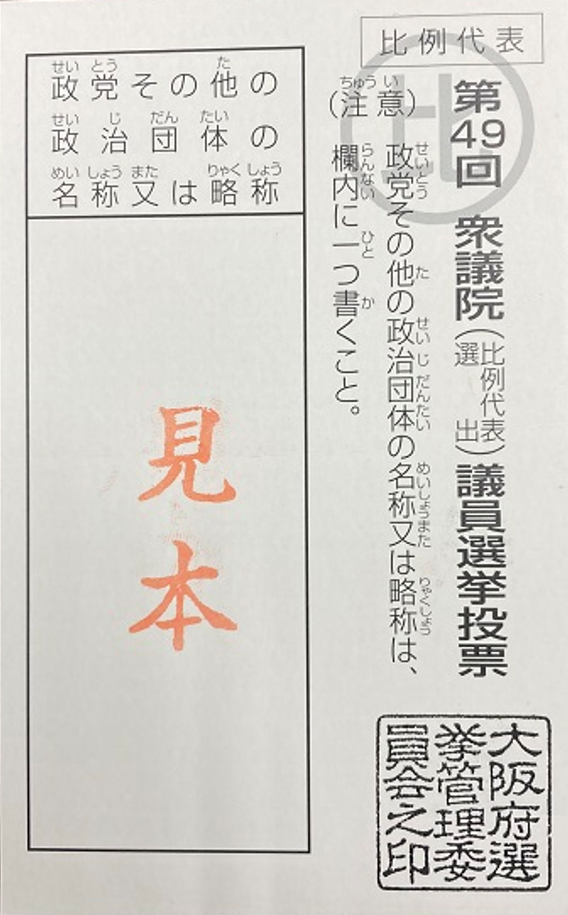 比例代表
第49回 衆議院(比例代表選出)議員選挙投票
(注意)
政党その他の政治団体の名称又は略称は、
欄内に一つ書くこと。
政党その他の
政治団体の
名称又は略称
見本
大阪府選
挙管理委
員会之印